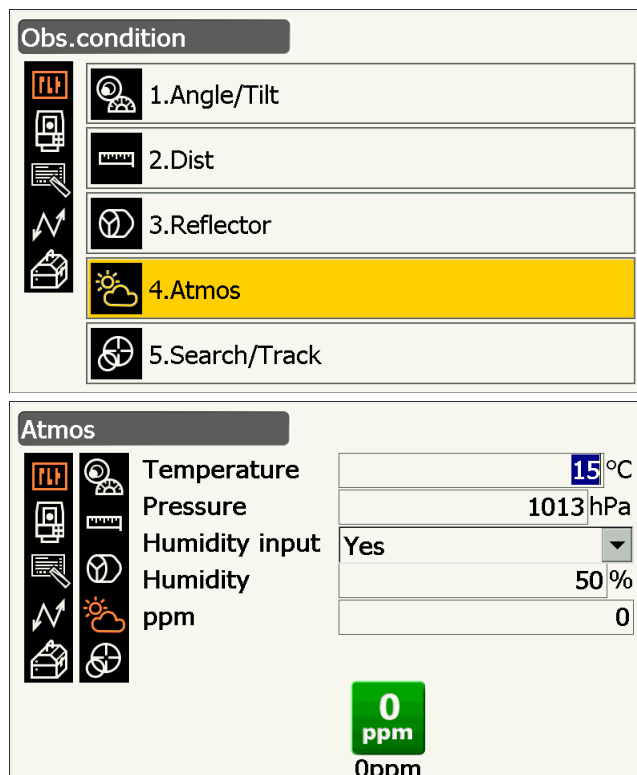 Obs.condition
1.Angle/Tilt
2.Dist
3.Reflector
4.Atmos
5.Search/Track
Atmos
Temperature 15 °C
Pressure 1013 hPa
Humidity input Yes
Humidity 50 %
ppm 0
0
ppm
0ppm